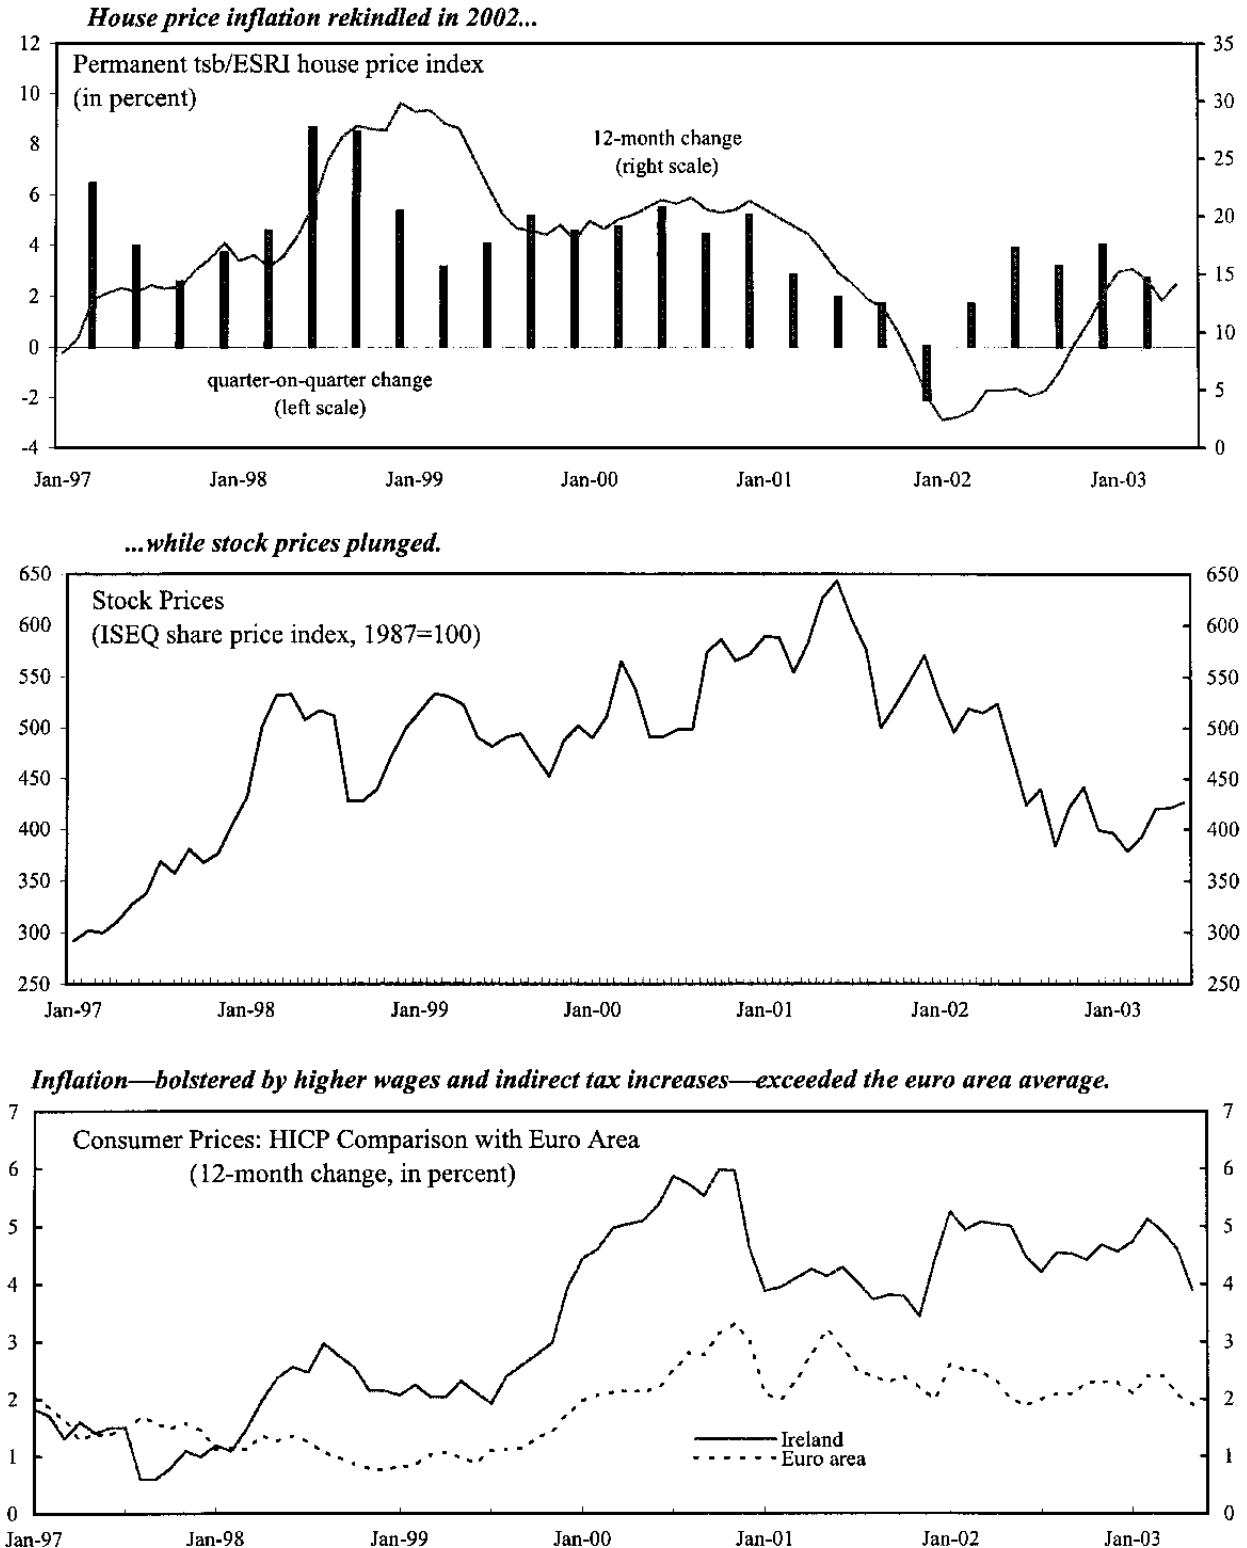 House price inflation rekindled in 2002...
12 35
Permanent tsb/ESRI house price index
(in percent)
10 30
8
12-month change
(right scale)
25
6
20
4
15
2
10
0
quarter-on-quarter change
(left scale)
-2 5
-4 0
Jan-97 Jan-98 Jan-99 Jan-00 Jan-01 Jan-02 Jan-03
...while stock prices plunged.
650 650
Stock Prices
(ISEQ share price index, 1987=100)
600 600
550 550
500 500
450 450
400 400
350 350
300 300
250 250
Jan-97 Jan-98 Jan-99 Jan-00 Jan-01 Jan-02 Jan-03
Inflation—bolstered by higher wages and indirect tax increases—exceeded the euro area average.
7 7
Consumer Prices: HICP Comparison with Euro Area
(12-month change, in percent)
6 6
5 5
4 4
3 3
2 2
Ireland
Euro area
1 1
0 0
Jan-97 Jan-98 Jan-99 Jan-00 Jan-01 Jan-02 Jan-03